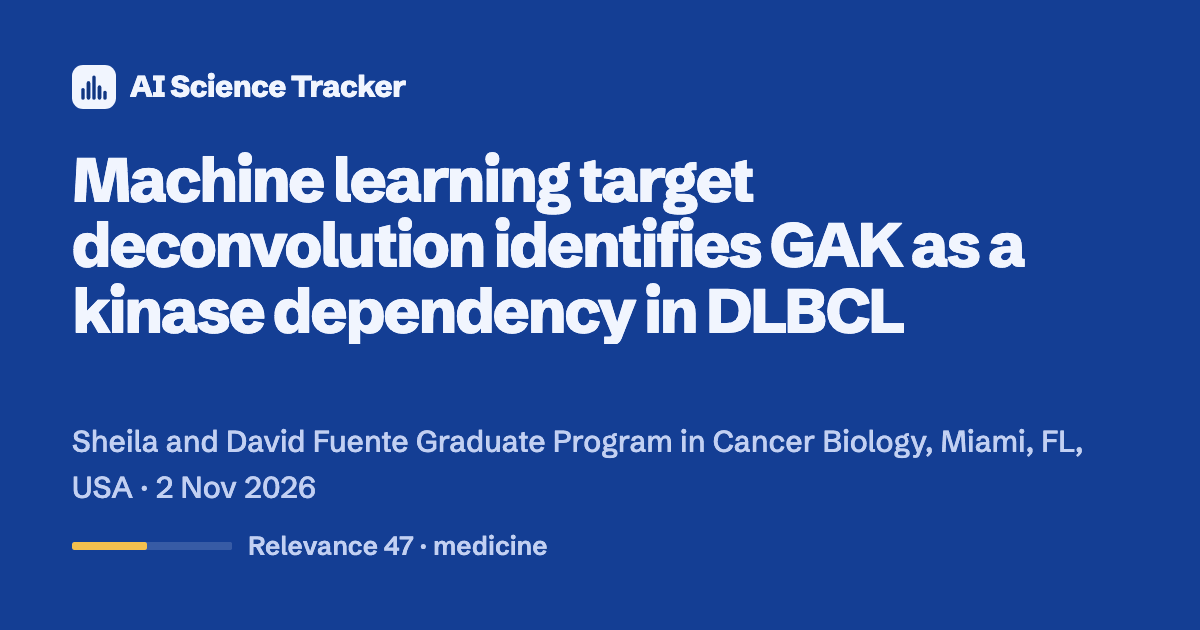 AI Science Tracker
Machine learning target
deconvolution identifies GAK as a
kinase dependency in DLBCL
Sheila and David Fuente Graduate Program in Cancer Biology, Miami, FL,
USA · 2 Nov 2026
Relevance 47 · medicine